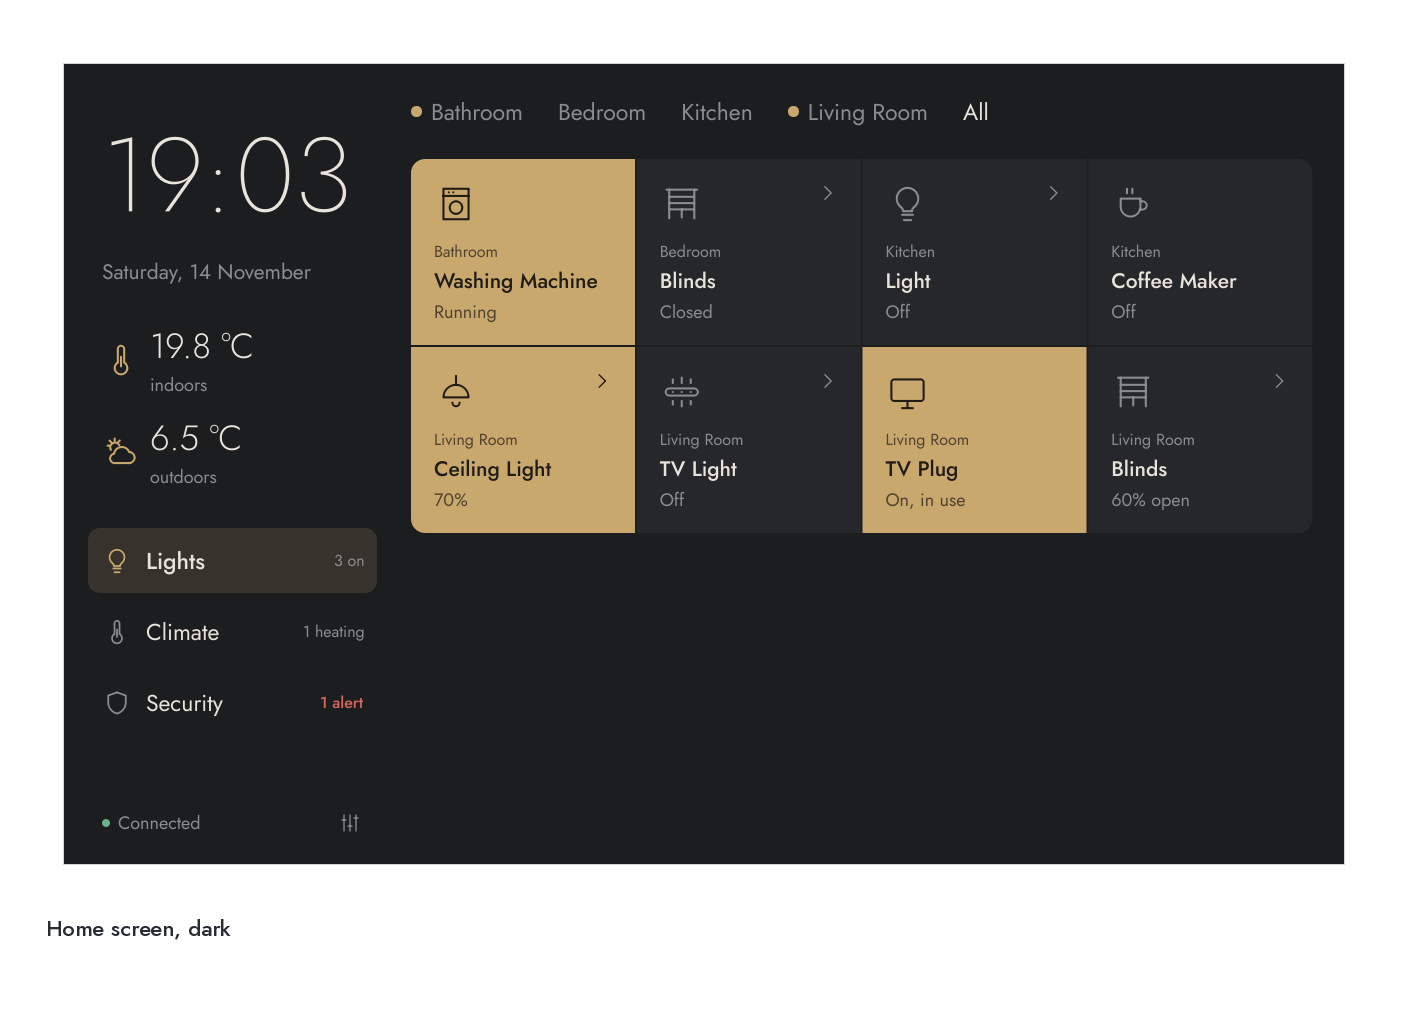 19:03
Saturday, 14 November
19.8 °C
indoors
6.5 °C
outdoors
Lights 3 on
Climate 1 heating
Security 1 alert
Connected
Bathroom Bedroom Kitchen Living Room All
Bathroom
Washing Machine
Running
Bedroom
Blinds
Closed
Kitchen
Light
Off
Kitchen
Coffee Maker
Off
Living Room
Ceiling Light
70%
Living Room
TV Light
Off
Living Room
TV Plug
On, in use
Living Room
Blinds
60% open
Home screen, dark